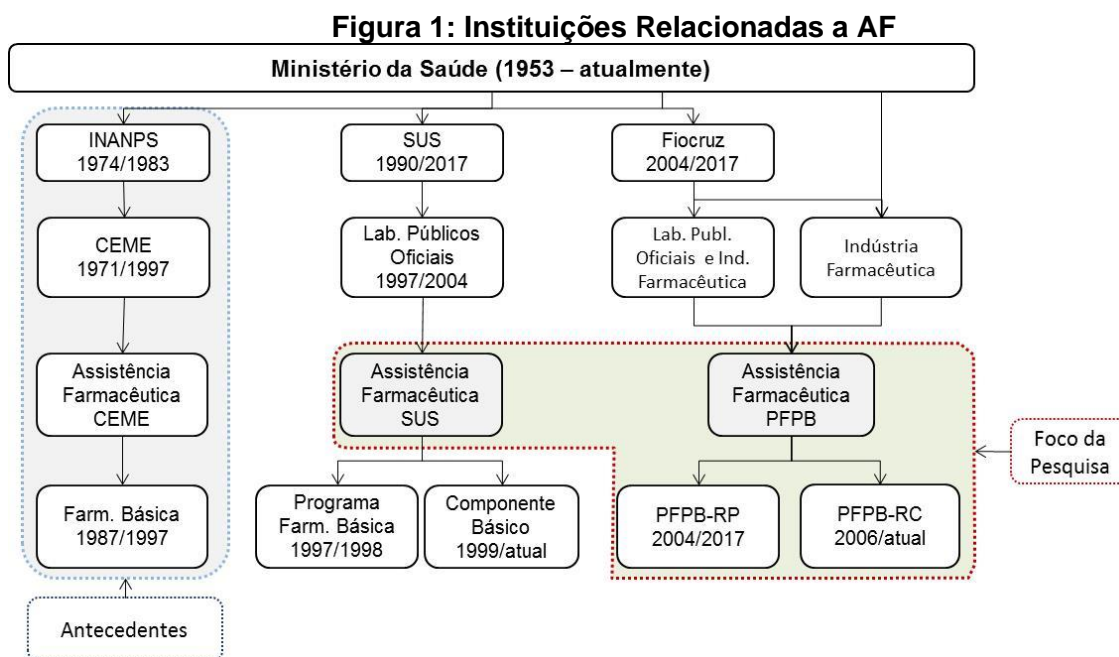 Figura 1: Instituições Relacionadas a AF
Ministério da Saúde (1953 – atualmente)
INANPS
1974/1983
SUS
1990/2017
Fiocruz
2004/2017
CEME
1971/1997
Lab. Públicos
Oficiais
1997/2004
Lab. Publ.
Oficiais e Ind.
Farmacêutica
Indústria
Farmacêutica
Assistência
Farmacêutica
CEME
Assistência
Farmacêutica
SUS
Assistência
Farmacêutica
PFPB
Foco da
Pesquisa
Farm. Básica
1987/1997
Programa
Farm. Básica
1997/1998
Componente
Básico
1999/atual
PFPB-RP
2004/2017
PFPB-RC
2006/atual
Antecedentes